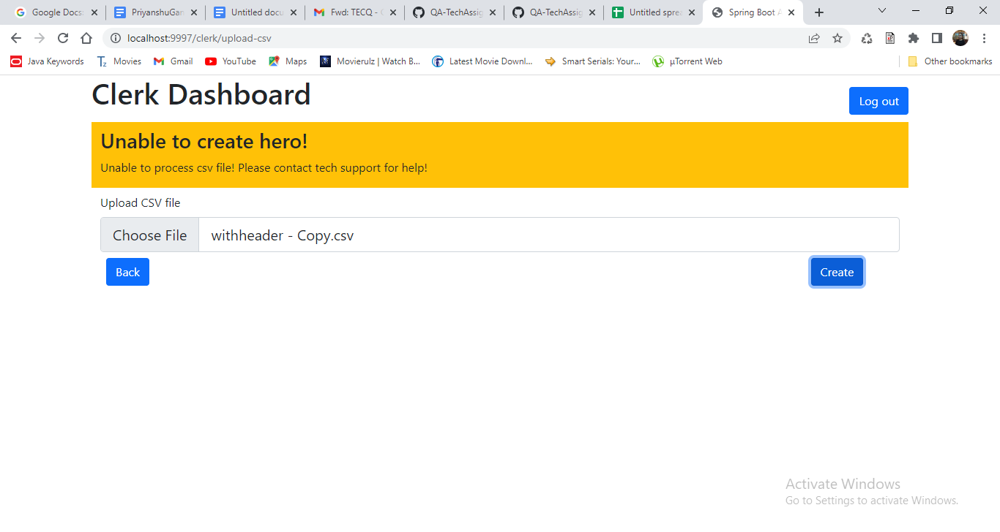 Google Docs: PriyanshuGar Untitled docu Fwd: TECQ - QA-TechAssig QA-TechAssig Untitled sprea Spring Boot A
localhost:9997/clerk/upload-csv
Java Keywords Movies Gmail YouTube Maps Movierulz | Watch B... Latest Movie Downl... Smart Serials: Your... µTorrent Web Other bookmarks
Clerk Dashboard
Log out
Unable to create hero!
Unable to process csv file! Please contact tech support for help!
Upload CSV file
Choose File withheader - Copy.csv
Back Create
Activate Windows
Go to Settings to activate Windows.